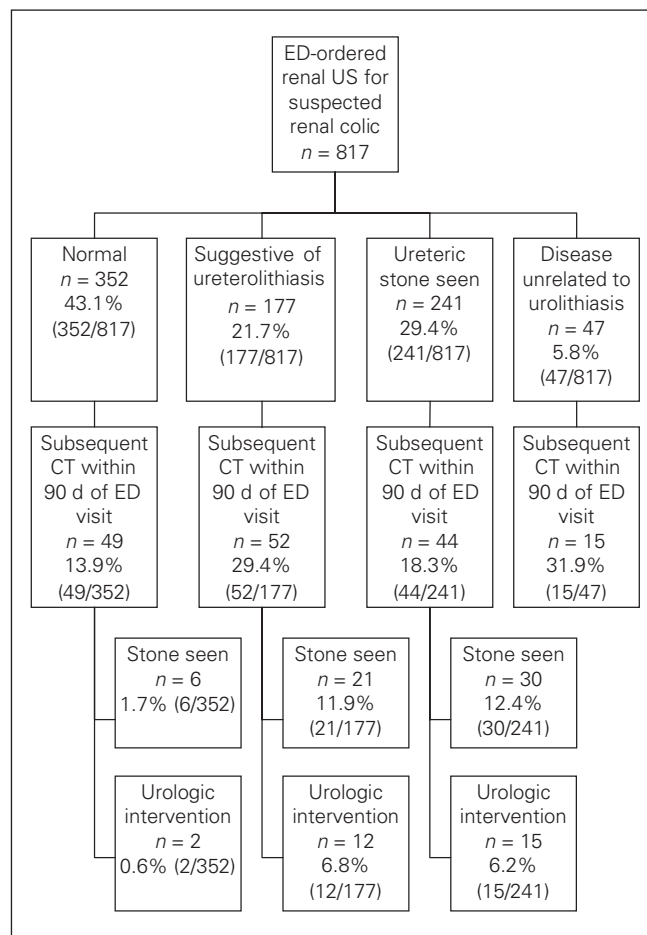 ED-ordered
renal US for
suspected
renal colic
n = 817
Normal
n = 352
43.1%
(352/817)
Suggestive of
ureterolithiasis
n = 177
21.7%
(177/817)
Ureteric
stone seen
n = 241
29.4%
(241/817)
Disease
unrelated to
urolithiasis
n = 47
5.8%
(47/817)
Subsequent
CT within
90 d of ED
visit
n = 49
13.9%
(49/352)
Subsequent
CT within
90 d of ED
visit
n = 52
29.4%
(52/177)
Subsequent
CT within
90 d of ED
visit
n = 44
18.3%
(44/241)
Subsequent
CT within
90 d of ED
visit
n = 15
31.9%
(15/47)
Stone seen
n = 6
1.7% (6/352)
Stone seen
n = 21
11.9%
(21/177)
Stone seen
n = 30
12.4%
(30/241)
Urologic
intervention
n = 2
0.6% (2/352)
Urologic
intervention
n = 12
6.8%
(12/177)
Urologic
intervention
n = 15
6.2%
(15/241)